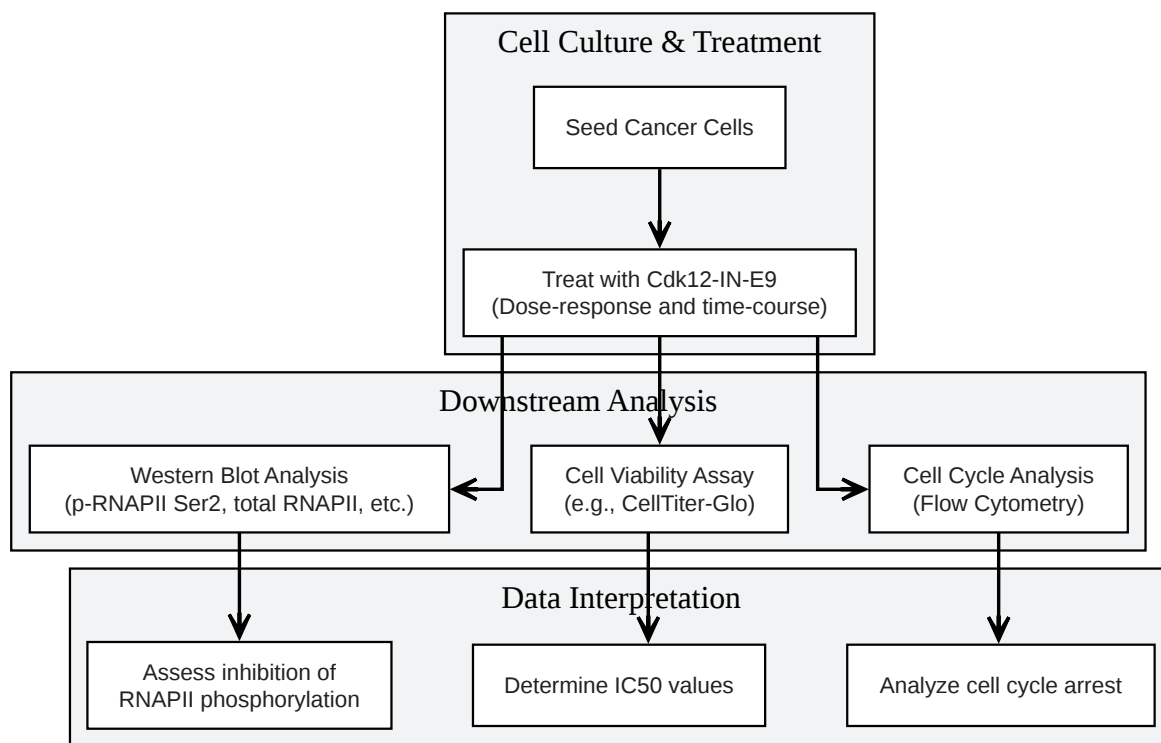 Cell Culture & Treatment
Seed Cancer Cells
Treat with Cdk12-IN-E9
(Dose-response and time-course)
Downstream Analysis
Western Blot Analysis
(p-RNAPII Ser2, total RNAPII, etc.)
Cell Viability Assay
(e.g., CellTiter-Glo)
Cell Cycle Analysis
(Flow Cytometry)
Data Interpretation
Assess inhibition of
RNAPII phosphorylation
Determine IC50 values
Analyze cell cycle arrest